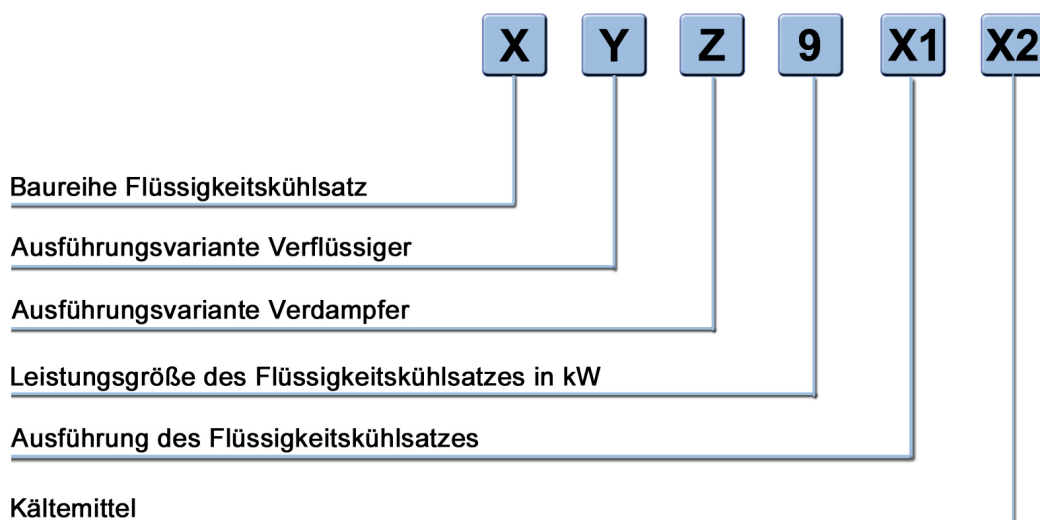 X Y Z 9 X1 X2
Baureihe Flüssigkeitskühlsatz
Ausführungsvariante Verflüssiger
Ausführungsvariante Verdampfer
Leistungsgröße des Flüssigkeitskühlsatzes in kW
Ausführung des Flüssigkeitskühlsatzes
Kältemittel